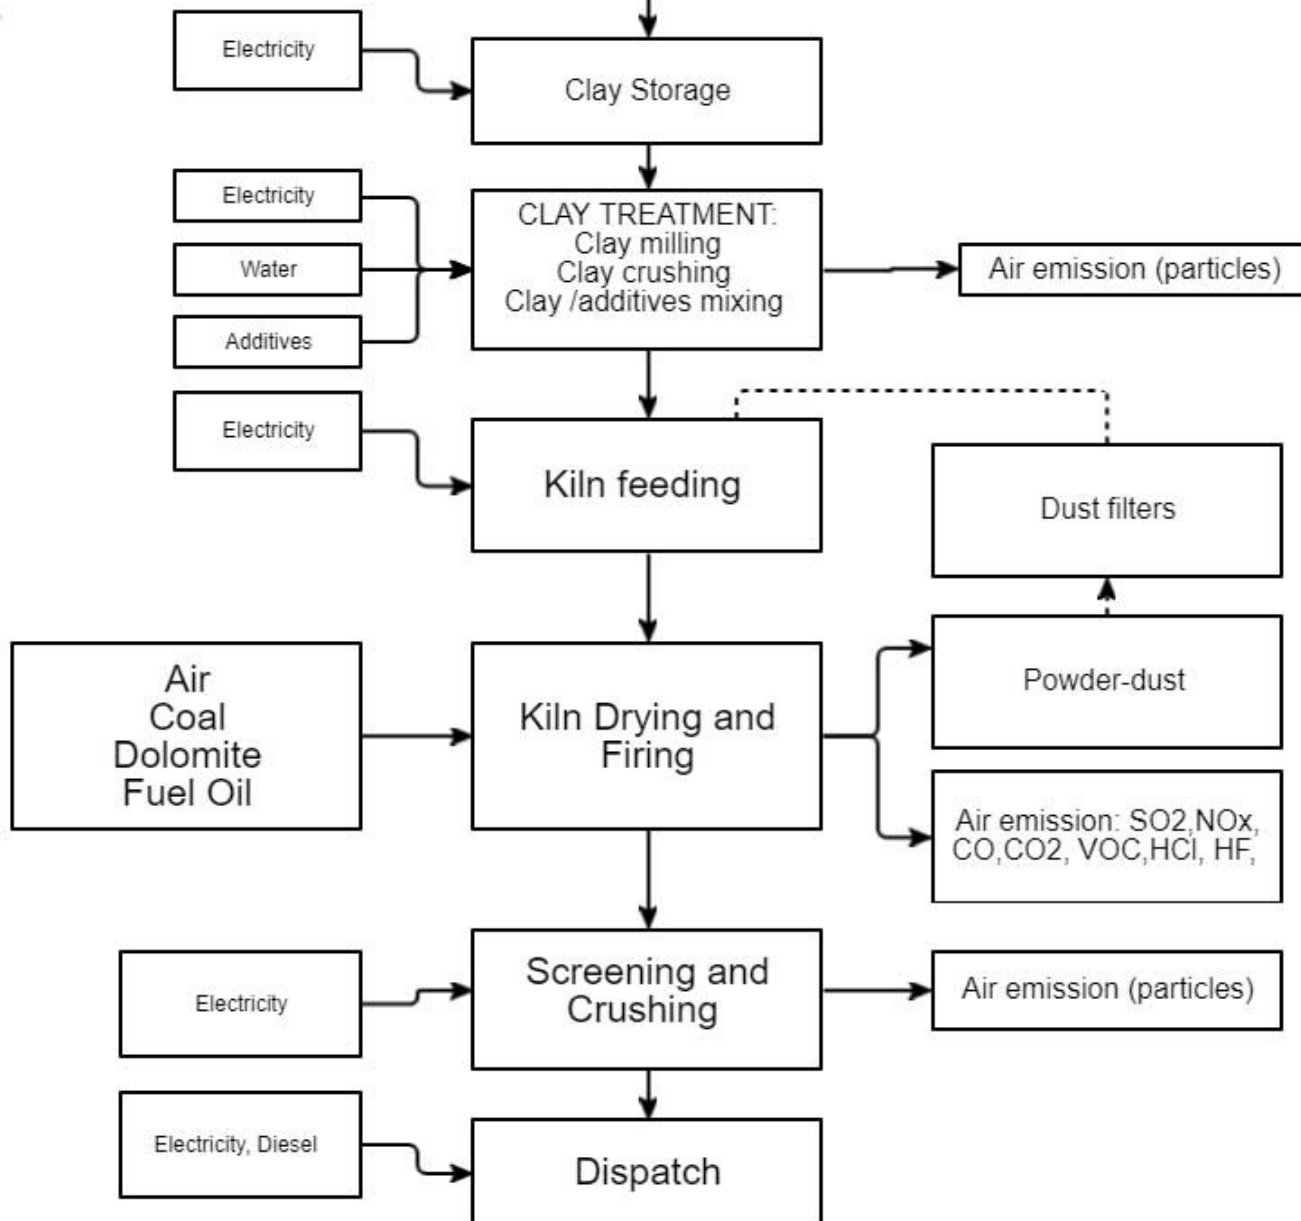 Electricity
Clay Storage
Electricity
Water
Additives
CLAY TREATMENT:
Clay milling
Clay crushing
Clay /additives mixing
Air emission (particles)
Electricity
Kiln feeding
Dust filters
Air
Coal
Dolomite
Fuel Oil
Kiln Drying and
Firing
Powder-dust
Air emission: SO2,NOx,
CO,CO2, VOC,HCl, HF,
Electricity
Screening and
Crushing
Air emission (particles)
Electricity, Diesel
Dispatch